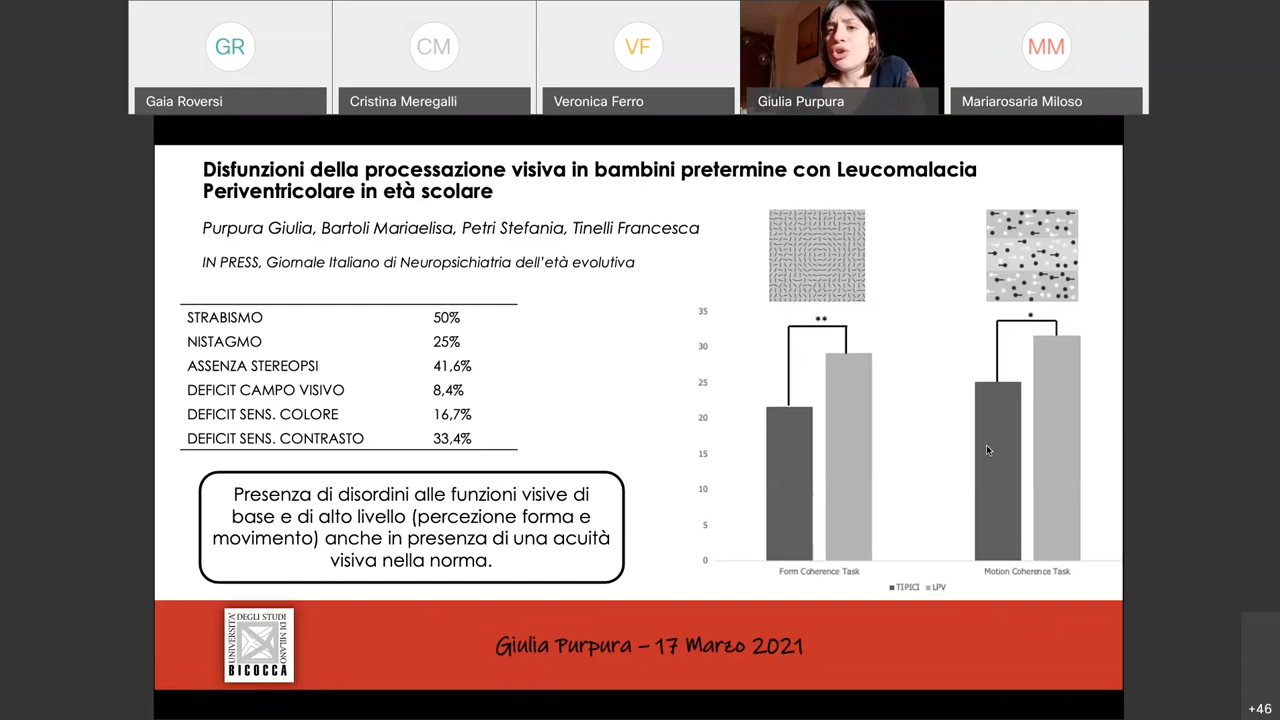 GR
CM
VF
MM
Gaia Roversi
Cristina Meregalli
Veronica Ferro
Giulia Purpura
Mariarosaria Miloso
Disfunzioni della processazione visiva in bambini pretermine con Leucomalacia
Periventricolare in età scolare
Purpura Giulia, Bartoli Mariaelisa, Petri Stefania, Tinelli Francesca
IN PRESS, Giornale Italiano di Neuropsichiatria dell'età evolutiva
STRABISMO 50%
NISTAGMO 25%
ASSENZA STEREOPSI 41,6%
DEFICIT CAMPO VISIVO 8,4%
DEFICIT SENS. COLORE 16,7%
DEFICIT SENS. CONTRASTO 33,4%
Presenza di disordini alle funzioni visive di
base e di alto livello (percezione forma e
movimento) anche in presenza di una acuità
visiva nella norma.
35
30
25
20
15
10
5
0
**
*
Form Coherence Task
Motion Coherence Task
TIPICI LPV
UNIVERSITA' DEGLI STUDI DI MILANO
BICOCCA
Giulia Purpura – 17 Marzo 2021
+46